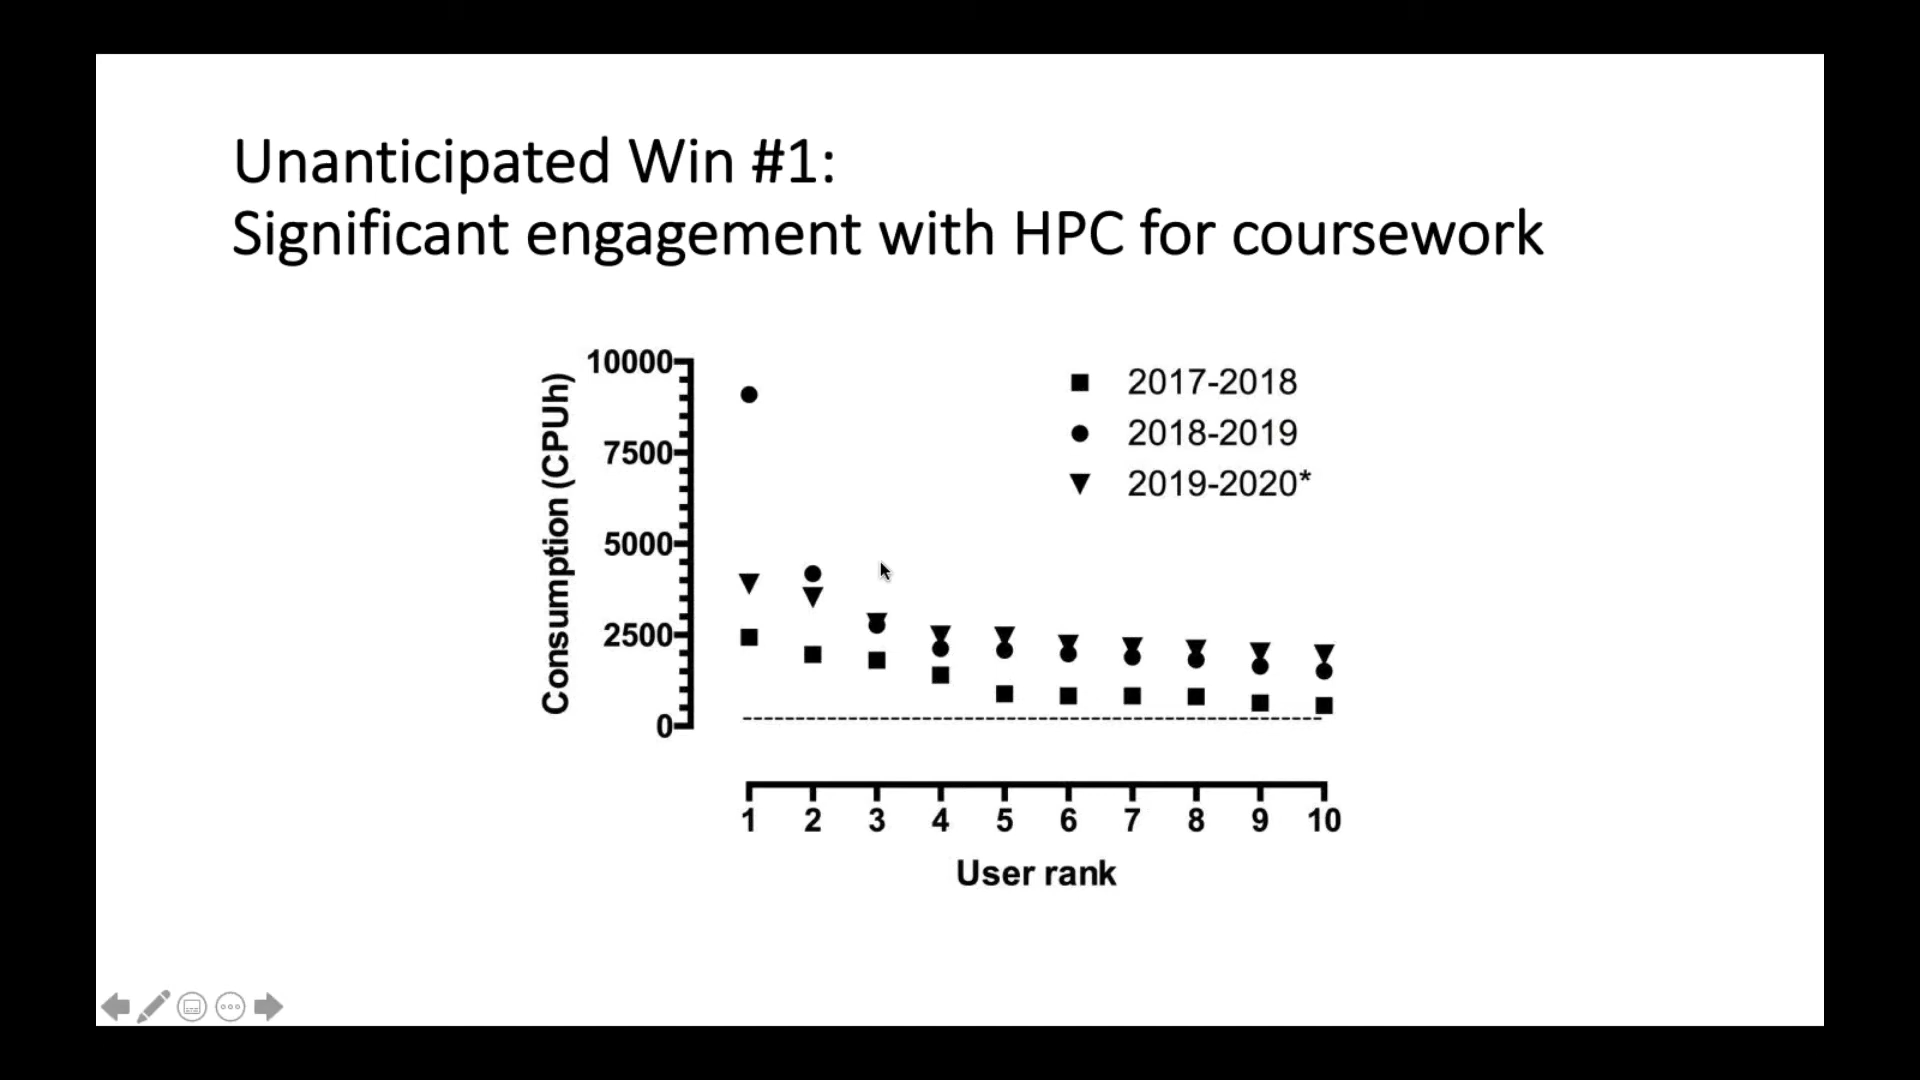 Unanticipated Win #1:
Significant engagement with HPC for coursework
Consumption (CPUh)
10000
7500
5000
2500
0
2017-2018
2018-2019
2019-2020*
1 2 3 4 5 6 7 8 9 10
User rank